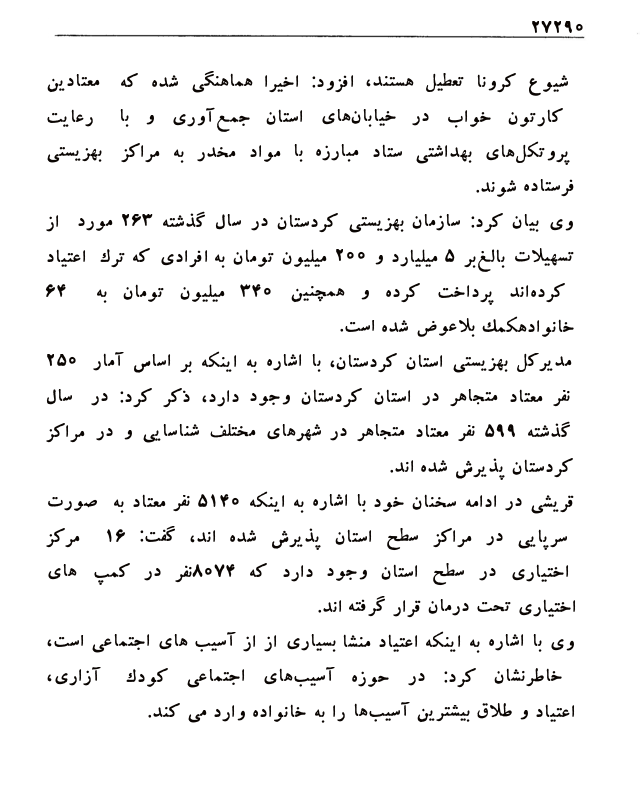 ۲۷۲۹۰
شیوع کرونا تعطیل هستند، افزود: اخیرا هماهنگی شده که معتادین
کارتون خواب در خیابان‌های استان جمع‌آوری و با رعایت
پروتکل‌های بهداشتی ستاد مبارزه با مواد مخدر به مراکز بهزیستی
فرستاده شوند.
وی بیان کرد: سازمان بهزیستی کردستان در سال گذشته ۲۶۳ مورد از
تسهیلات بالغ‌بر ۵ میلیارد و ۲۰۰ میلیون تومان به افرادی که ترك اعتیاد
کرده‌اند پرداخت کرده و همچنین ۳۴۰ میلیون تومان به ۶۴
خانوادهکمك بلاعوض شده است.
مدیرکل بهزیستی استان کردستان، با اشاره به اینکه بر اساس آمار ۲۵۰
نفر معتاد متجاهر در استان کردستان وجود دارد، ذکر کرد: در سال
گذشته ۵۹۹ نفر معتاد متجاهر در شهرهای مختلف شناسایی و در مراکز
کردستان پذیرش شده اند.
قریشی در ادامه سخنان خود با اشاره به اینکه ۵۱۴۰ نفر معتاد به صورت
سرپایی در مراکز سطح استان پذیرش شده اند، گفت: ۱۶ مرکز
اختیاری در سطح استان وجود دارد که ۸۰۷۴نفر در کمپ های
اختیاری تحت درمان قرار گرفته اند.
وی با اشاره به اینکه اعتیاد منشا بسیاری از از آسیب های اجتماعی است،
خاطرنشان کرد: در حوزه آسیب‌های اجتماعی کودك آزاری،
اعتیاد و طلاق بیشترین آسیب‌ها را به خانواده وارد می کند.